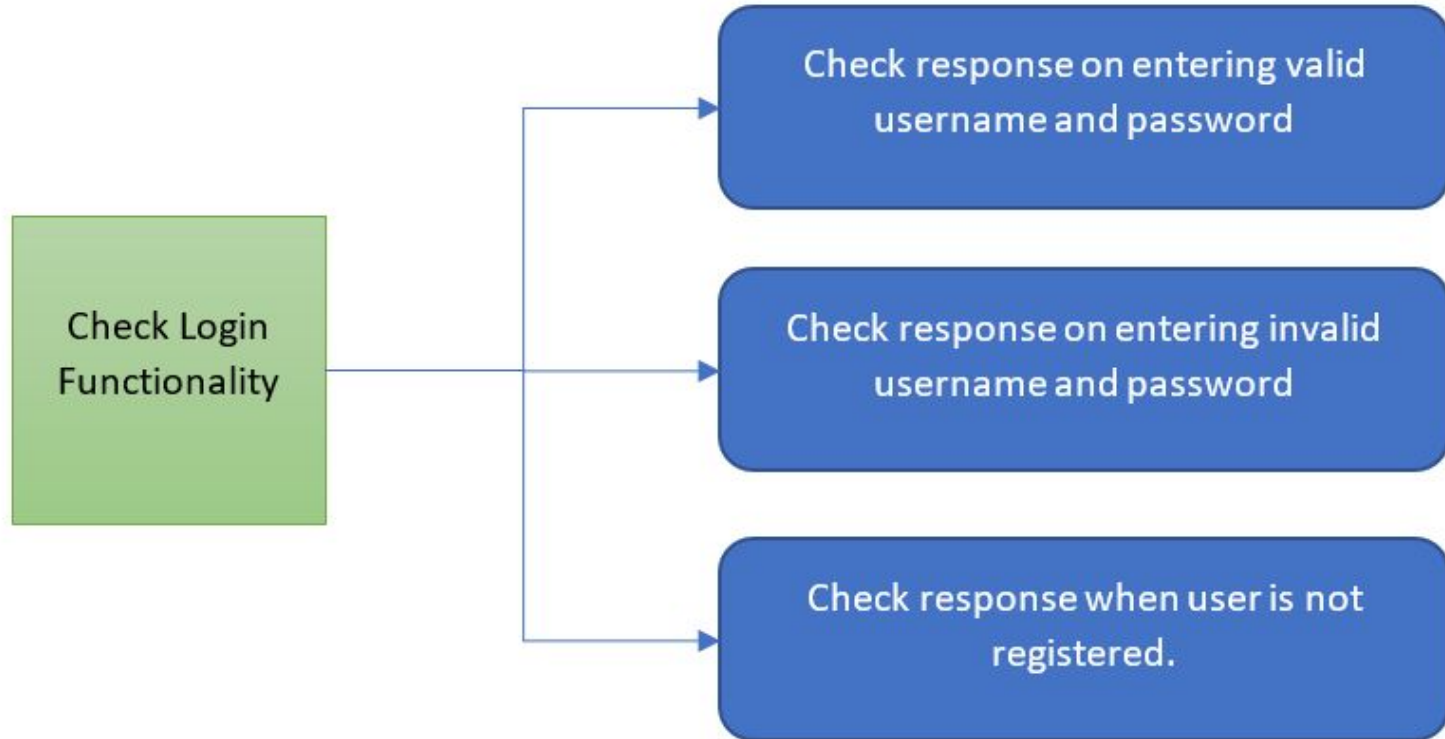 Check response on entering valid
username and password
Check Login
Functionality
Check response on entering invalid
username and password
Check response when user is not
registered.